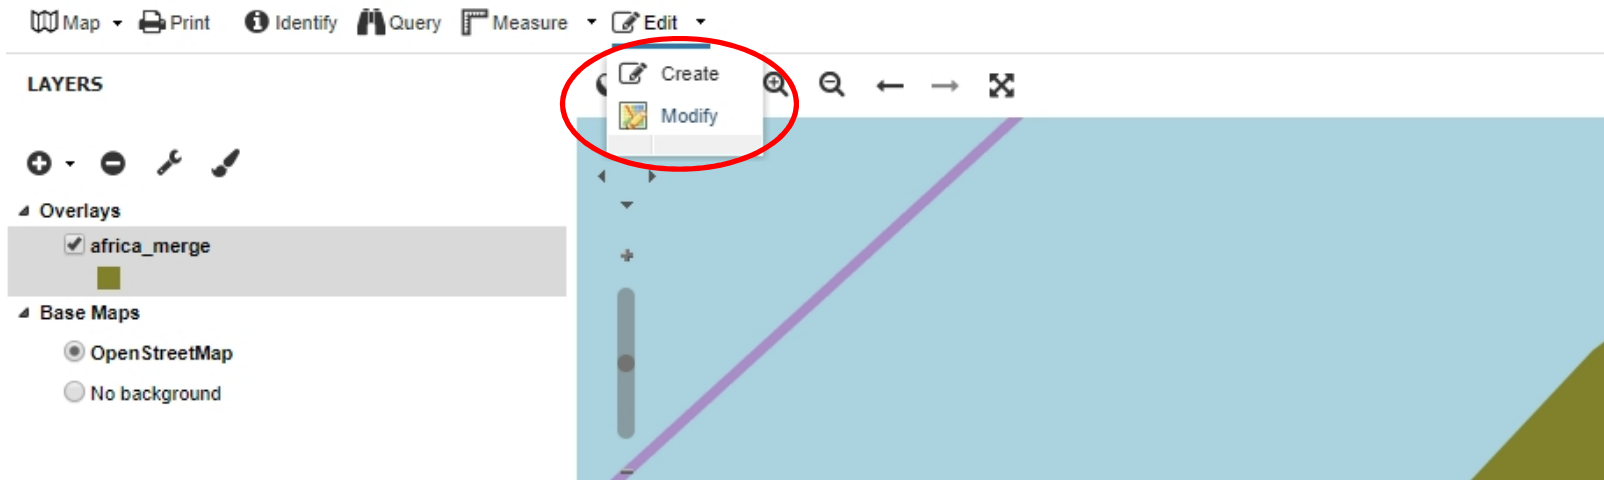 Map Print Identify Query Measure Edit
LAYERS
Create
Modify
Overlays
africa_merge
Base Maps
OpenStreetMap
No background